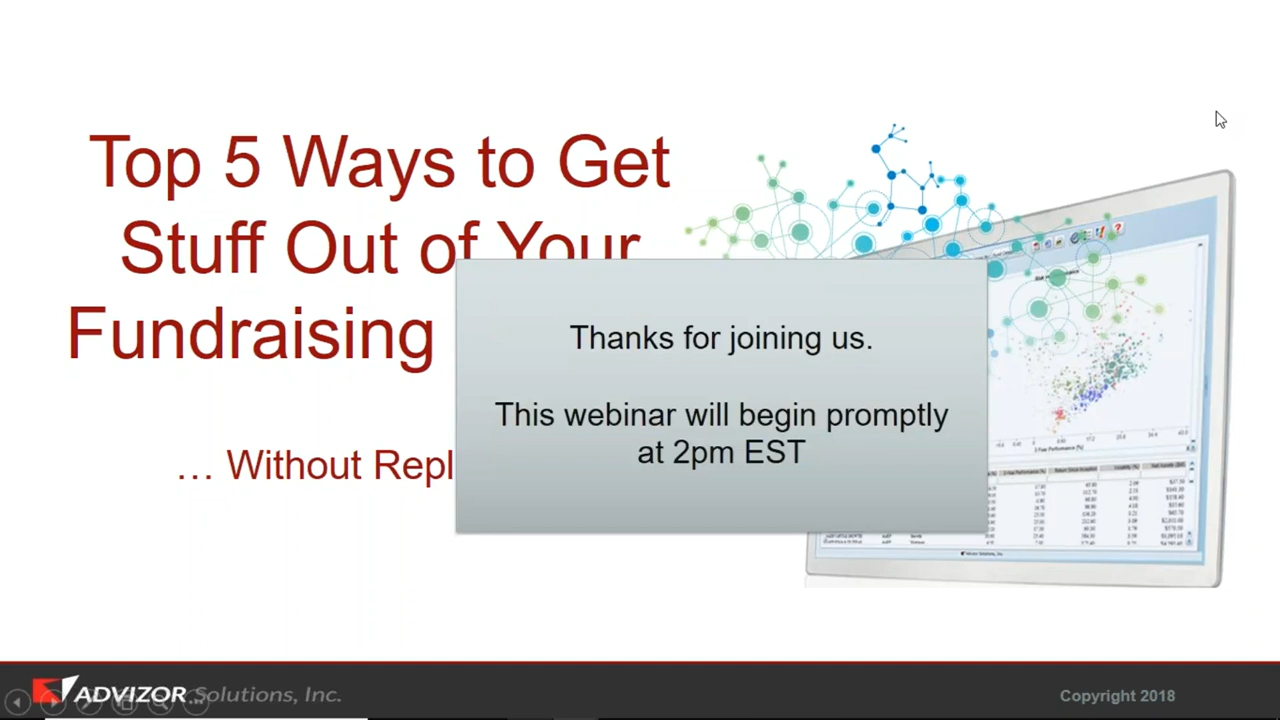 Top 5 Ways to Get
Stuff Out of Your
Fundraising
… Without Repl
Thanks for joining us.
This webinar will begin promptly
at 2pm EST
ADVIZOR Solutions, Inc.
Copyright 2018